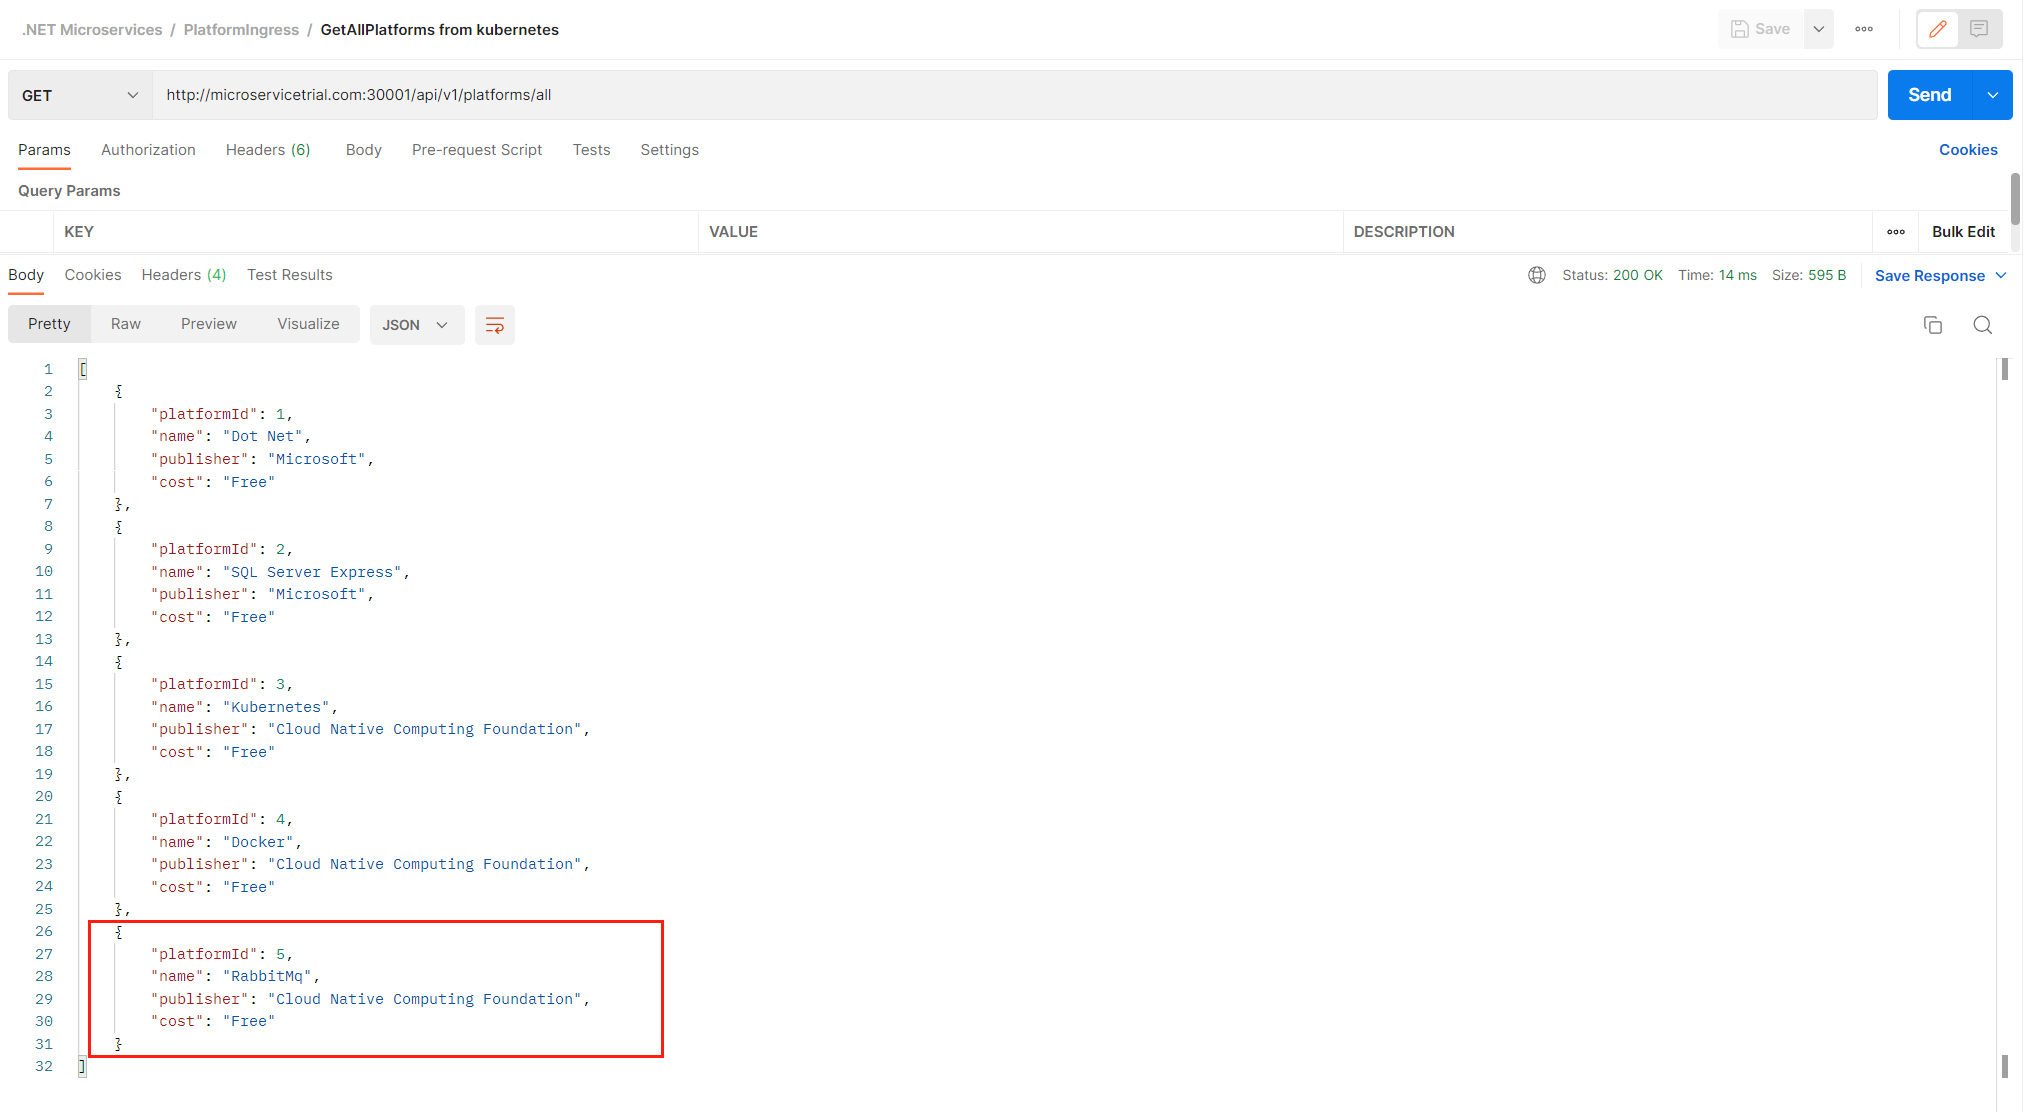 .NET Microservices / PlatformIngress / GetAllPlatforms from kubernetes
Save
GET http://microservicetrial.com:30001/api/v1/platforms/all Send
Params Authorization Headers (6) Body Pre-request Script Tests Settings Cookies
Query Params
KEY VALUE DESCRIPTION Bulk Edit
Body Cookies Headers (4) Test Results Status: 200 OK Time: 14 ms Size: 595 B Save Response
Pretty Raw Preview Visualize JSON
1 [
2 {
3 "platformId": 1,
4 "name": "Dot Net",
5 "publisher": "Microsoft",
6 "cost": "Free"
7 },
8 {
9 "platformId": 2,
10 "name": "SQL Server Express",
11 "publisher": "Microsoft",
12 "cost": "Free"
13 },
14 {
15 "platformId": 3,
16 "name": "Kubernetes",
17 "publisher": "Cloud Native Computing Foundation",
18 "cost": "Free"
19 },
20 {
21 "platformId": 4,
22 "name": "Docker",
23 "publisher": "Cloud Native Computing Foundation",
24 "cost": "Free"
25 },
26 {
27 "platformId": 5,
28 "name": "RabbitMq",
29 "publisher": "Cloud Native Computing Foundation",
30 "cost": "Free"
31 }
32 ]